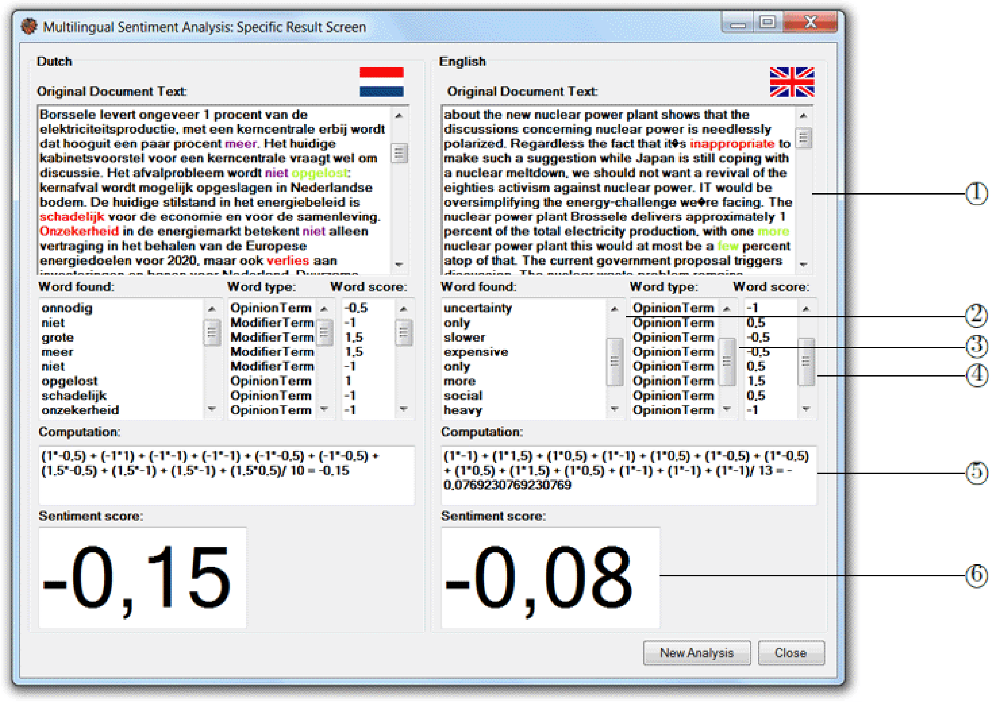 Multilingual Sentiment Analysis: Specific Result Screen
Dutch
Original Document Text:
Borssele levert ongeveer 1 procent van de
elektriciteitsproductie, met een kerncentrale erbij wordt
dat hooguit een paar procent meer. Het huidige
kabinetsvoorstel voor een kerncentrale vraagt wel om
discussie. Het afvalprobleem wordt niet opgelost:
kernafval wordt mogelijk opgeslagen in Nederlandse
bodem. De huidige stilstand in het energiebeleid is
schadelijk voor de economie en voor de samenleving.
Onzekerheid in de energiemarkt betekent niet alleen
vertraging in het behalen van de Europese
energiedoelen voor 2020, maar ook verlies aan
investeringen en banen voor Nederland. Duurzame
Word found: Word type: Word score:
onnodig OpinionTerm -0,5
niet ModifierTerm -1
grote ModifierTerm 1,5
meer ModifierTerm 1,5
niet ModifierTerm -1
opgelost OpinionTerm 1
schadelijk OpinionTerm -1
onzekerheid OpinionTerm -1
Computation:
(1*-0,5) + (-1*1) + (-1*-1) + (-1*-1) + (-1*-0,5) + (-1*-0,5) +
(1,5*-0,5) + (1,5*-1) + (1,5*-1) + (1,5*0,5)/ 10 = -0,15
Sentiment score:
-0,15
English
Original Document Text:
about the new nuclear power plant shows that the
discussions concerning nuclear power is needlessly
polarized. Regardless the fact that it�s inappropriate to
make such a suggestion while Japan is still coping with
a nuclear meltdown, we should not want a revival of the
eighties activism against nuclear power. IT would be
oversimplifying the energy-challenge we�re facing. The
nuclear power plant Brossele delivers approximately 1
percent of the total electricity production, with one more
nuclear power plant this would at most be a few percent
atop of that. The current government proposal triggers
discussion. The nuclear waste problem remains
Word found: Word type: Word score:
uncertainty OpinionTerm -1
only OpinionTerm 0,5
slower OpinionTerm -0,5
expensive OpinionTerm -0,5
only OpinionTerm 0,5
more OpinionTerm 1,5
social OpinionTerm 0,5
heavy OpinionTerm -1
Computation:
(1*-1) + (1*1,5) + (1*0,5) + (1*-1) + (1*0,5) + (1*-0,5) + (1*-0,5)
+ (1*0,5) + (1*1,5) + (1*0,5) + (1*-1) + (1*-1) + (1*-1)/ 13 = -
0,0769230769230769
Sentiment score:
-0,08
New Analysis Close
①
②
③
④
⑤
⑥